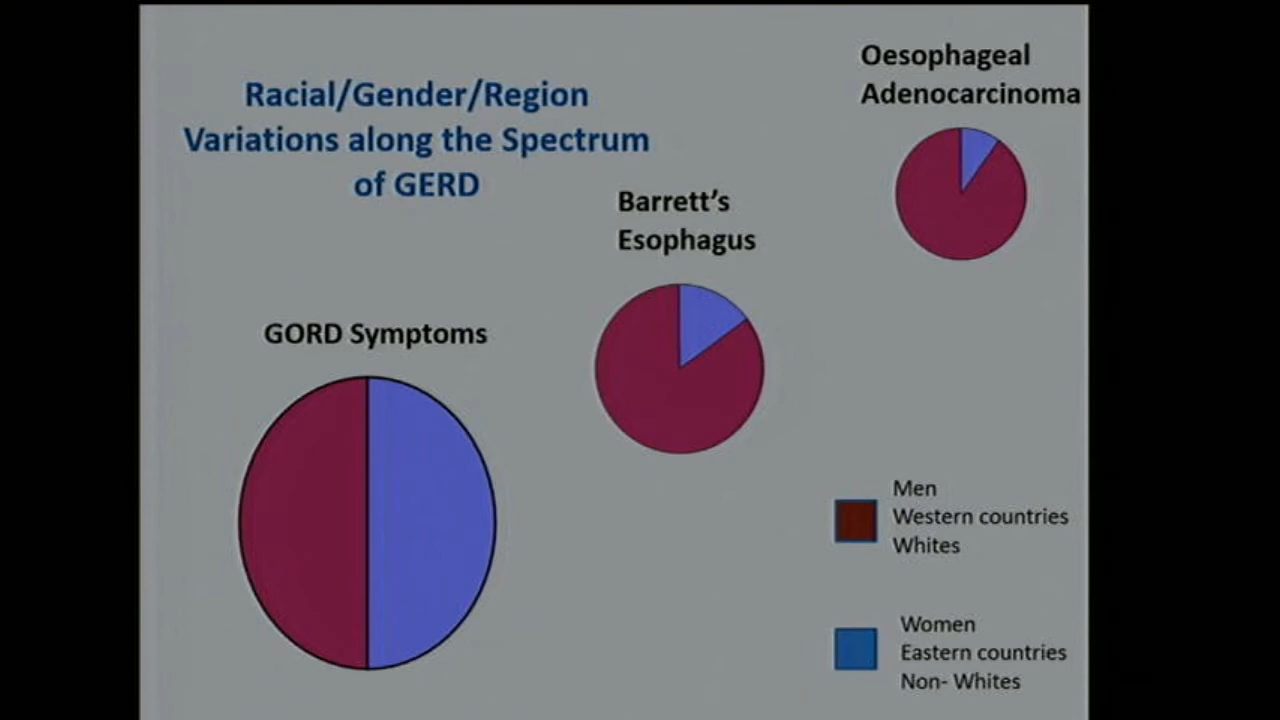 Racial/Gender/Region
Variations along the Spectrum
of GERD
Oesophageal
Adenocarcinoma
Barrett's
Esophagus
GORD Symptoms
Men
Western countries
Whites
Women
Eastern countries
Non- Whites